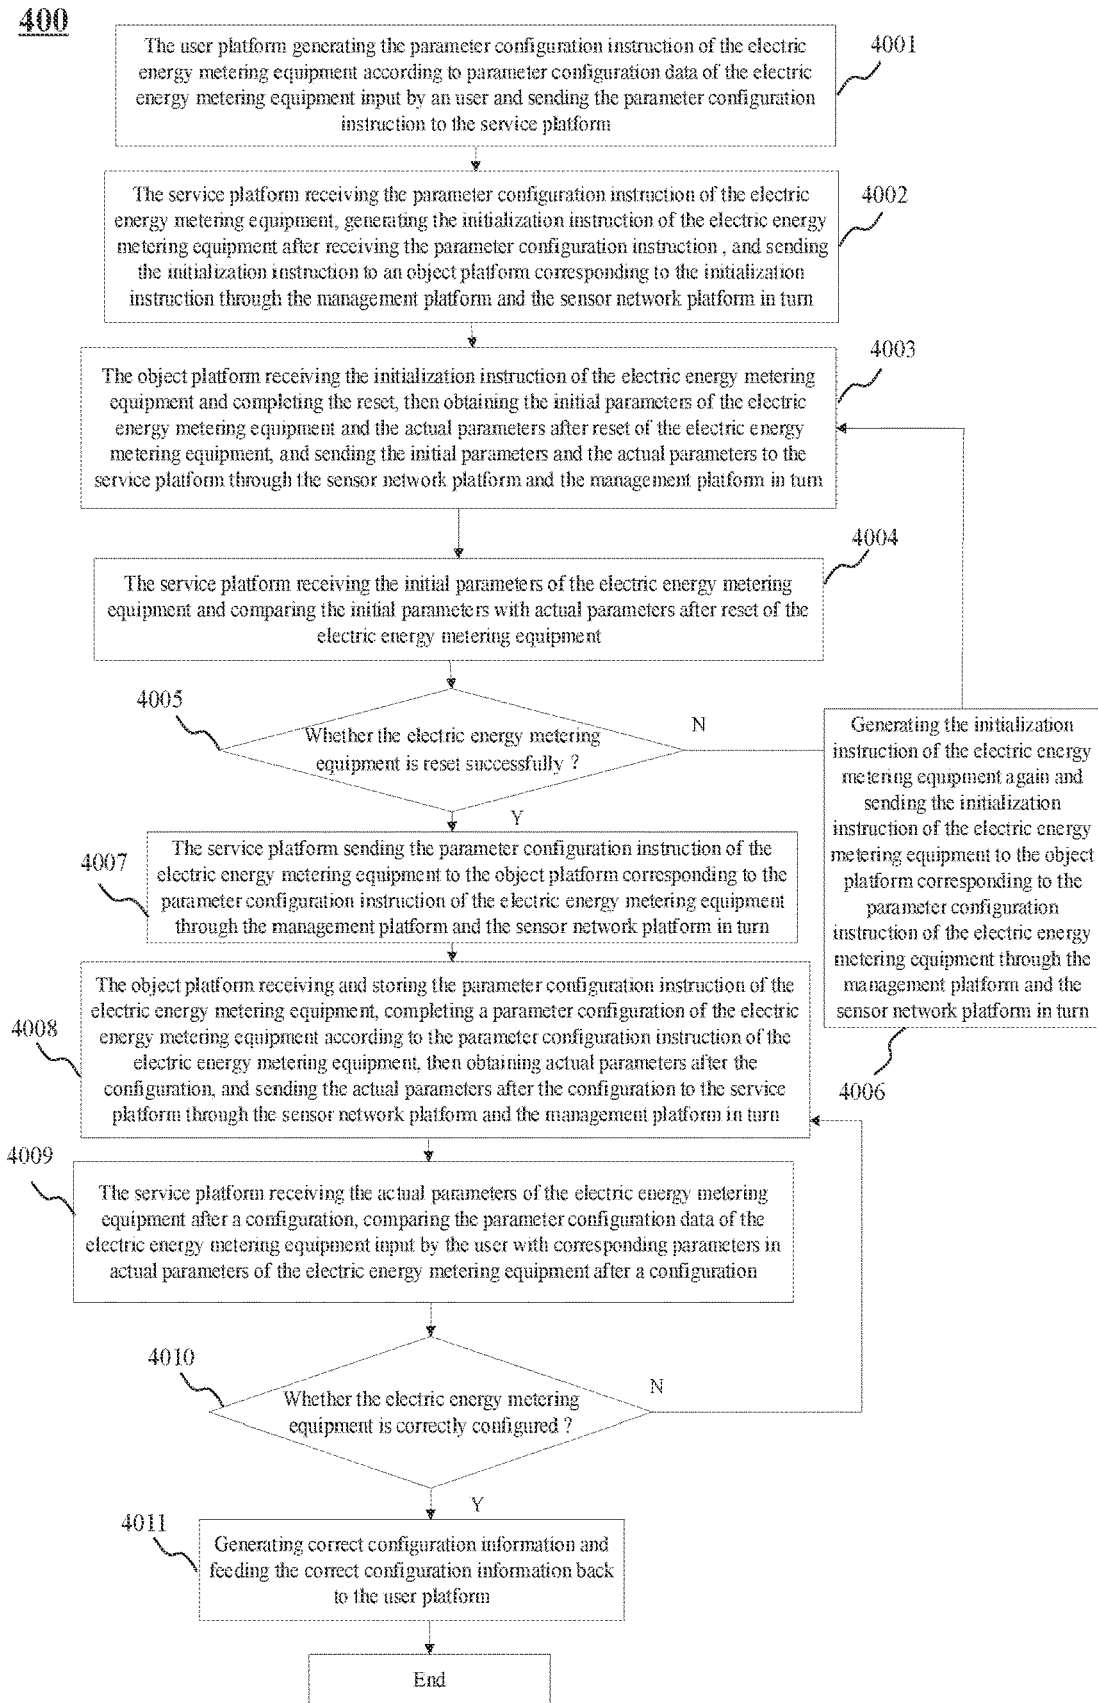 400
The user platform generating the parameter configuration instruction of the electric
energy metering equipment according to parameter configuration data of the electric
energy metering equipment input by an user and sending the parameter configuration
instruction to the service platform
4001
The service platform receiving the parameter configuration instruction of the electric
energy metering equipment, generating the initialization instruction of the electric energy
metering equipment after receiving the parameter configuration instruction , and sending
the initialization instruction to an object platform corresponding to the initialization
instruction through the management platform and the sensor network platform in turn
4002
The object platform receiving the initialization instruction of the electric energy metering
equipment and completing the reset, then obtaining the initial parameters of the electric
energy metering equipment and the actual parameters after reset of the electric energy
metering equipment, and sending the initial parameters and the actual parameters to the
service platform through the sensor network platform and the management platform in turn
4003
The service platform receiving the initial parameters of the electric energy metering
equipment and comparing the initial parameters with actual parameters after reset of the
electric energy metering equipment
4004
4005
Whether the electric energy metering
equipment is reset successfully ?
N
Y
Generating the initialization
instruction of the electric energy
metering equipment again and
sending the initialization
instruction of the electric energy
metering equipment to the object
platform corresponding to the
parameter configuration
instruction of the electric energy
metering equipment through the
management platform and the
sensor network platform in turn
4006
4007
The service platform sending the parameter configuration instruction of the
electric energy metering equipment to the object platform corresponding to the
parameter configuration instruction of the electric energy metering equipment
through the management platform and the sensor network platform in turn
4008
The object platform receiving and storing the parameter configuration instruction of the
electric energy metering equipment, completing a parameter configuration of the electric
energy metering equipment according to the parameter configuration instruction of the
electric energy metering equipment, then obtaining actual parameters after the
configuration, and sending the actual parameters after the configuration to the service
platform through the sensor network platform and the management platform in turn
4009
The service platform receiving the actual parameters of the electric energy metering
equipment after a configuration, comparing the parameter configuration data of the
electric energy metering equipment input by the user with corresponding parameters in
actual parameters of the electric energy metering equipment after a configuration
4010
Whether the electric energy metering
equipment is correctly configured ?
N
Y
4011
Generating correct configuration information and
feeding the correct configuration information back
to the user platform
End